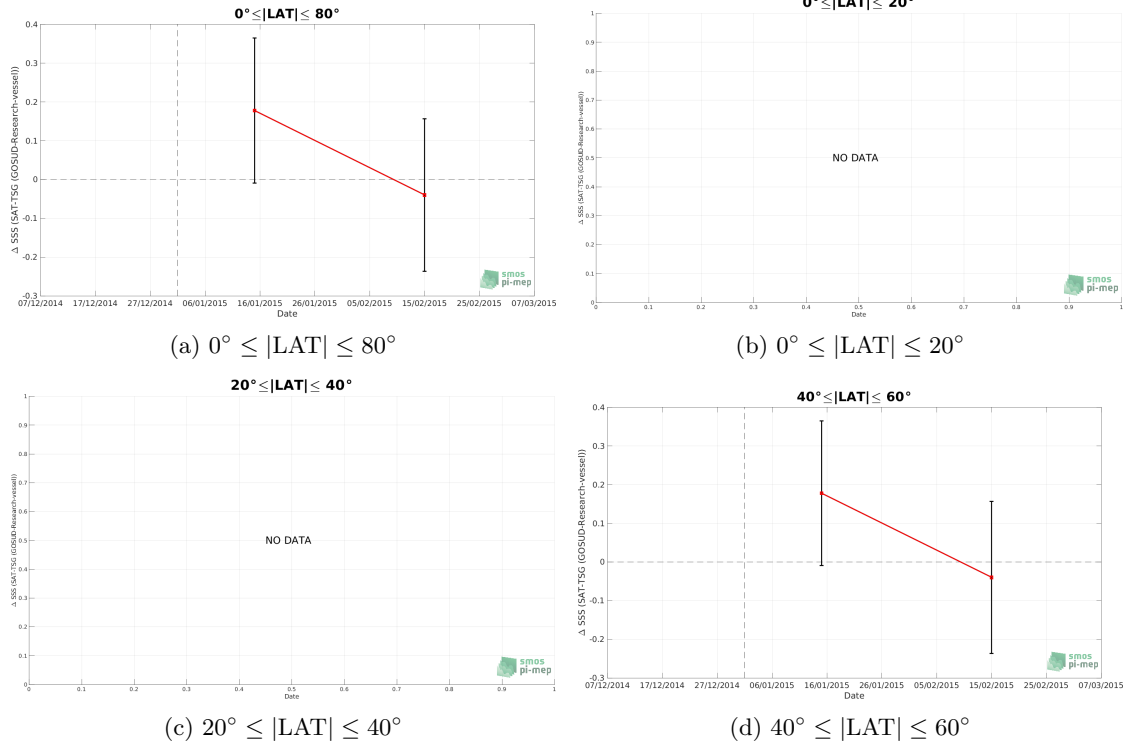 0°≤|LAT|≤ 80°
0.4
0.3
0.2
0.1
0
-0.1
-0.2
-0.3
Δ SSS (SAT-TSG (GOSUD-Research-vessel))
07/12/2014 17/12/2014 27/12/2014 06/01/2015 16/01/2015 26/01/2015 05/02/2015 15/02/2015 25/02/2015 07/03/2015
Date
smos
pi-mep
(a) 0° ≤ |LAT| ≤ 80°
0°≤|LAT|≤ 20°
1
0.9
0.8
0.7
0.6
0.5
0.4
0.3
0.2
0.1
0
Δ SSS (SAT-TSG (GOSUD-Research-vessel))
NO DATA
0 0.1 0.2 0.3 0.4 0.5 0.6 0.7 0.8 0.9 1
Date
smos
pi-mep
(b) 0° ≤ |LAT| ≤ 20°
20°≤|LAT|≤ 40°
1
0.9
0.8
0.7
0.6
0.5
0.4
0.3
0.2
0.1
0
Δ SSS (SAT-TSG (GOSUD-Research-vessel))
NO DATA
0 0.1 0.2 0.3 0.4 0.5 0.6 0.7 0.8 0.9 1
Date
smos
pi-mep
(c) 20° ≤ |LAT| ≤ 40°
40°≤|LAT|≤ 60°
0.4
0.3
0.2
0.1
0
-0.1
-0.2
-0.3
Δ SSS (SAT-TSG (GOSUD-Research-vessel))
07/12/2014 17/12/2014 27/12/2014 06/01/2015 16/01/2015 26/01/2015 05/02/2015 15/02/2015 25/02/2015 07/03/2015
Date
smos
pi-mep
(d) 40° ≤ |LAT| ≤ 60°